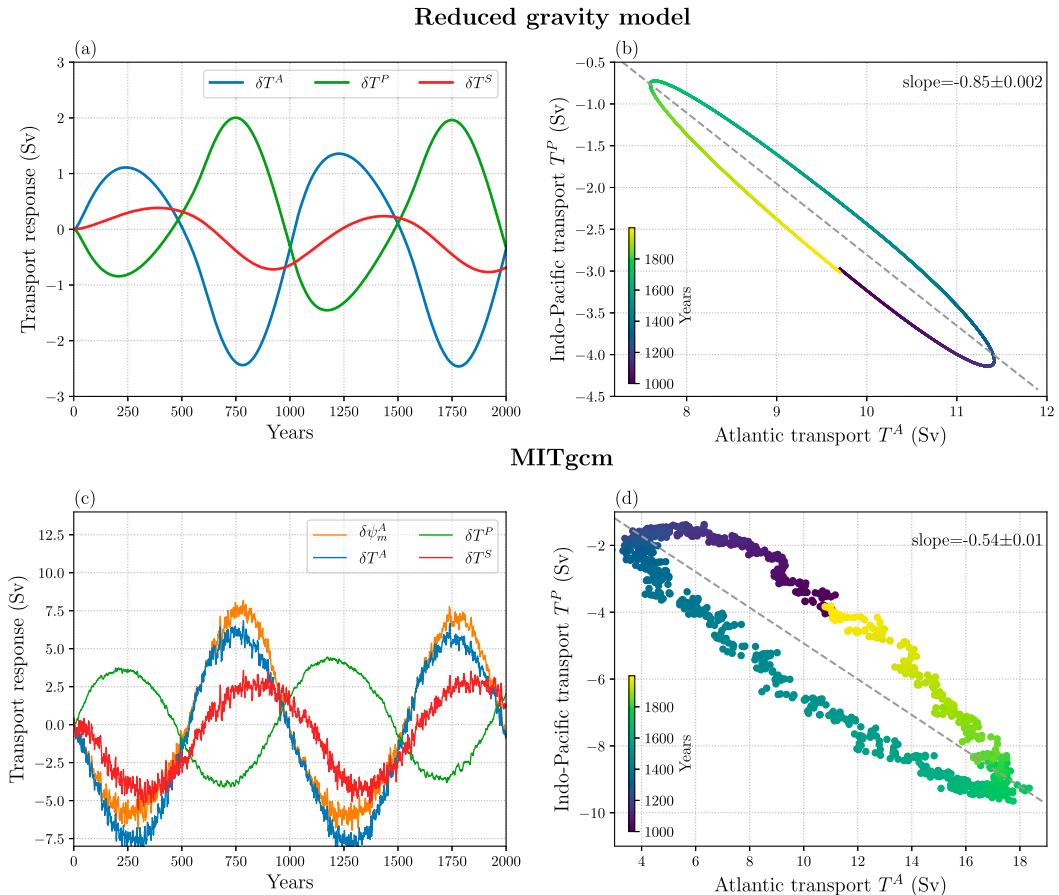 Reduced gravity model
(a)
Transport response (Sv)
3
2
1
0
−1
−2
−3
δT^A
δT^P
δT^S
0
250
500
750
1000
1250
1500
1750
2000
Years
(b)
Indo-Pacific transport T^P (Sv)
−0.5
−1.0
−1.5
−2.0
−2.5
−3.0
−3.5
−4.0
−4.5
slope=-0.85±0.002
1800
1600
1400
1200
1000
Years
8
9
10
11
12
Atlantic transport T^A (Sv)
MITgcm
(c)
Transport response (Sv)
12.5
10.0
7.5
5.0
2.5
0.0
−2.5
−5.0
−7.5
δψ_m^A
δT^A
δT^P
δT^S
0
250
500
750
1000
1250
1500
1750
2000
Years
(d)
Indo-Pacific transport T^P (Sv)
−2
−4
−6
−8
−10
slope=-0.54±0.01
1800
1600
1400
1200
1000
Years
4
6
8
10
12
14
16
18
Atlantic transport T^A (Sv)